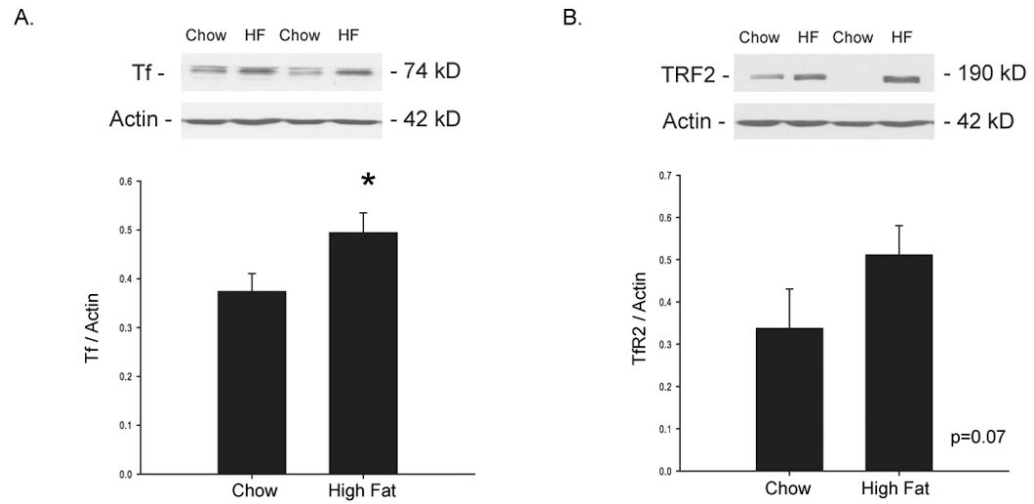 A.
Chow HF Chow HF
Tf - - 74 kD
Actin - - 42 kD
*
0.6
0.5
0.4
0.3
0.2
0.1
0.0
Tf / Actin
Chow High Fat
B.
Chow HF Chow HF
TRF2 - - 190 kD
Actin - - 42 kD
0.7
0.6
0.5
0.4
0.3
0.2
0.1
0.0
TfR2 / Actin
p=0.07
Chow High Fat